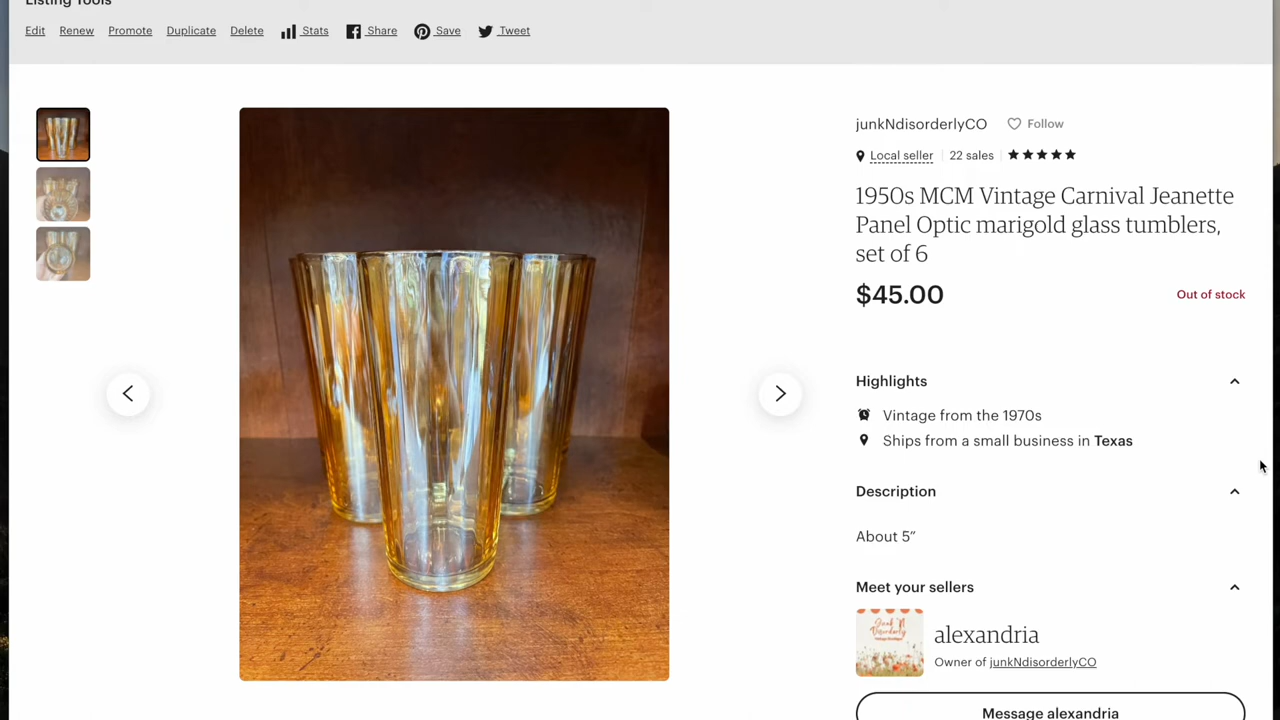 Listing Tools
Edit Renew Promote Duplicate Delete Stats Share Save Tweet
junkNdisorderlyCO Follow
Local seller 22 sales
1950s MCM Vintage Carnival Jeanette
Panel Optic marigold glass tumblers,
set of 6
$45.00 Out of stock
Highlights
Vintage from the 1970s
Ships from a small business in Texas
Description
About 5”
Meet your sellers
Junk N
Disorderly
alexandria
Owner of junkNdisorderlyCO
Message alexandria